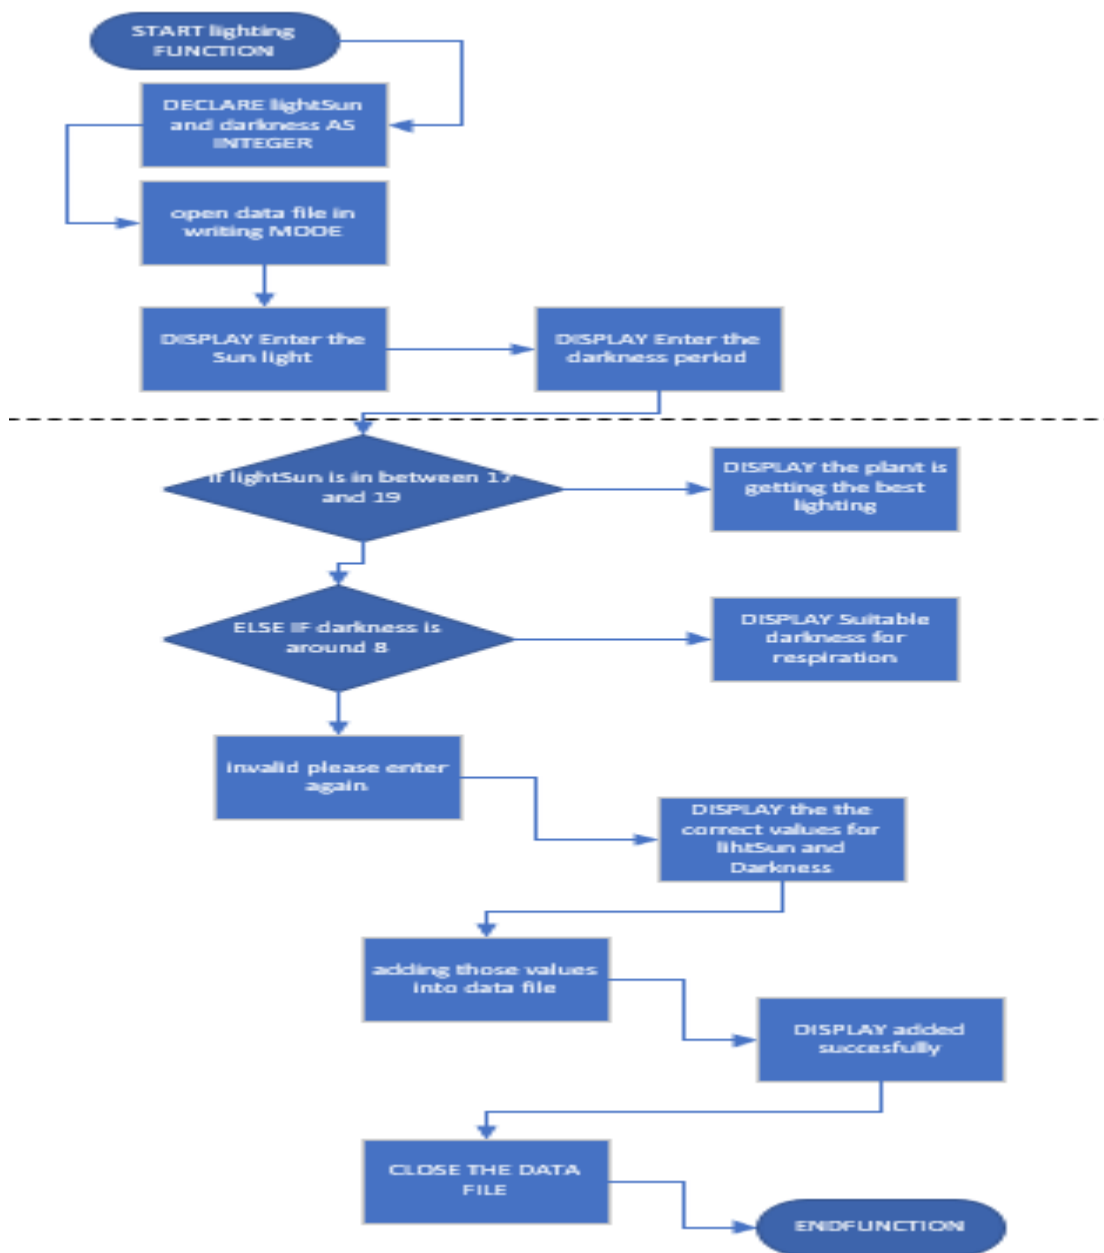 START lighting
FUNCTION
DECLARE lightSun
and darkness AS
INTEGER
open data file in
writing MODE
DISPLAY Enter the
Sun light
DISPLAY Enter the
darkness period
If lightSun is in between 17
and 19
DISPLAY the plant is
getting the best
lighting
ELSE IF darkness is
around 8
DISPLAY Suitable
darkness for
respiration
invalid please enter
again
DISPLAY the the
correct values for
lihtSun and
Darkness
adding those values
into data file
DISPLAY added
succesfully
CLOSE THE DATA
FILE
ENDFUNCTION